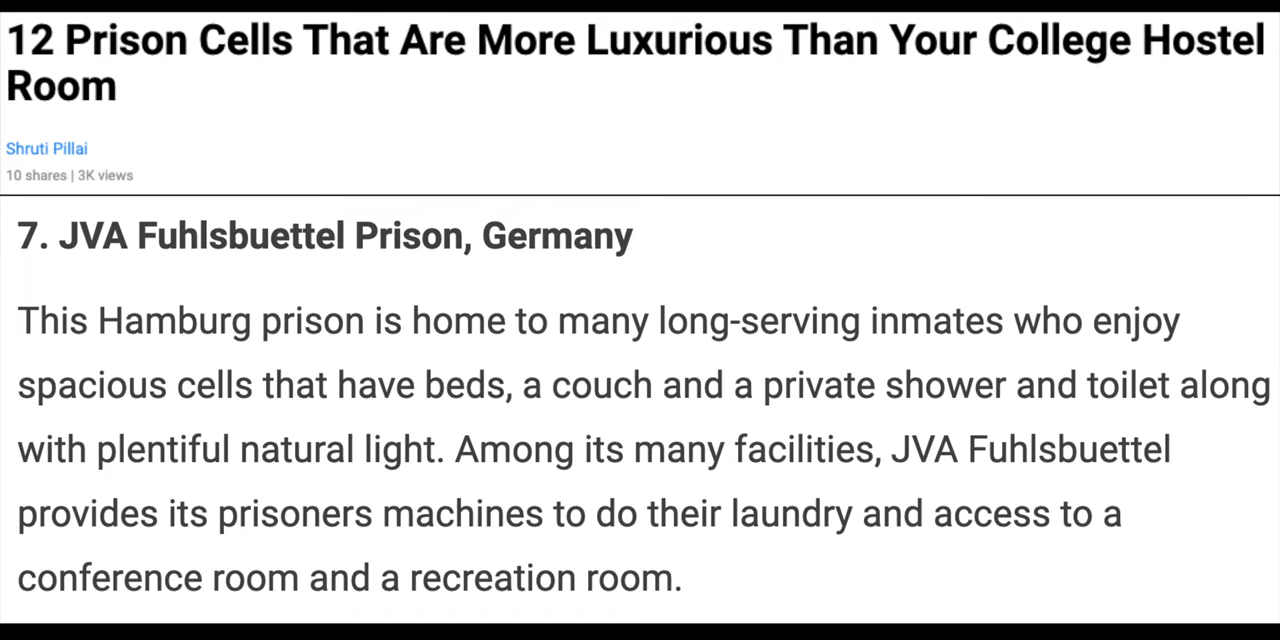 12 Prison Cells That Are More Luxurious Than Your College Hostel
Room
Shruti Pillai
10 shares | 3K views
7. JVA Fuhlsbuettel Prison, Germany
This Hamburg prison is home to many long-serving inmates who enjoy
spacious cells that have beds, a couch and a private shower and toilet along
with plentiful natural light. Among its many facilities, JVA Fuhlsbuettel
provides its prisoners machines to do their laundry and access to a
conference room and a recreation room.